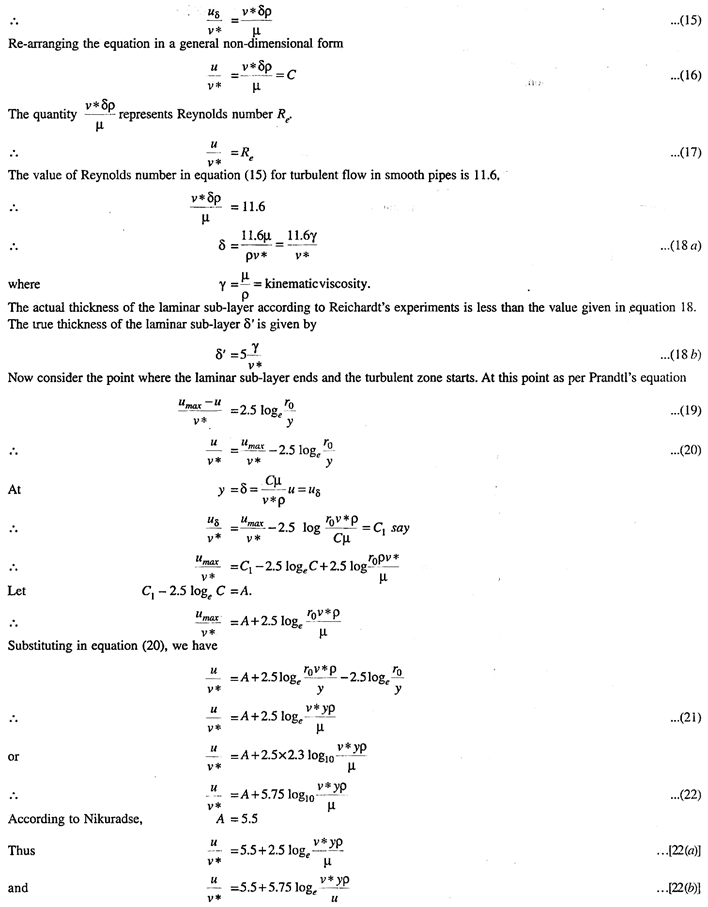 ∴ u_δ/v* = v*δρ/μ ...(15)
Re-arranging the equation in a general non-dimensional form
u/v* = v*δρ/μ = C ...(16)
The quantity v*δρ/μ represents Reynolds number R_e.
∴ u/v* = R_e ...(17)
The value of Reynolds number in equation (15) for turbulent flow in smooth pipes is 11.6,
∴ v*δρ/μ = 11.6
∴ δ = 11.6μ/ρv* = 11.6γ/v* ...(18 a)
where γ = μ/ρ = kinematic viscosity.
The actual thickness of the laminar sub-layer according to Reichardt's experiments is less than the value given in equation 18.
The true thickness of the laminar sub-layer δ' is given by
δ' = 5 γ/v* ...(18 b)
Now consider the point where the laminar sub-layer ends and the turbulent zone starts. At this point as per Prandtl's equation
(u_max − u)/v* = 2.5 log_e r_0/y ...(19)
∴ u/v* = u_max/v* − 2.5 log_e r_0/y ...(20)
At y = δ = Cμ/v*ρ u = u_δ
∴ u_δ/v* = u_max/v* − 2.5 log r_0v*ρ/Cμ = C_1 say
∴ u_max/v* = C_1 − 2.5 log_e C + 2.5 log r_0ρv*/μ
Let C_1 − 2.5 log_e C = A.
∴ u_max/v* = A + 2.5 log_e r_0v*ρ/μ
Substituting in equation (20), we have
u/v* = A + 2.5 log_e r_0v*ρ/y − 2.5 log_e r_0/y
∴ u/v* = A + 2.5 log_e v*yρ/μ ...(21)
or u/v* = A + 2.5×2.3 log_10 v*yρ/μ
∴ u/v* = A + 5.75 log_10 v*yρ/μ ...(22)
According to Nikuradse, A = 5.5
Thus u/v* = 5.5 + 2.5 log_e v*yρ/μ ...[22(a)]
and u/v* = 5.5 + 5.75 log_e v*yρ/u ...[22(b)]